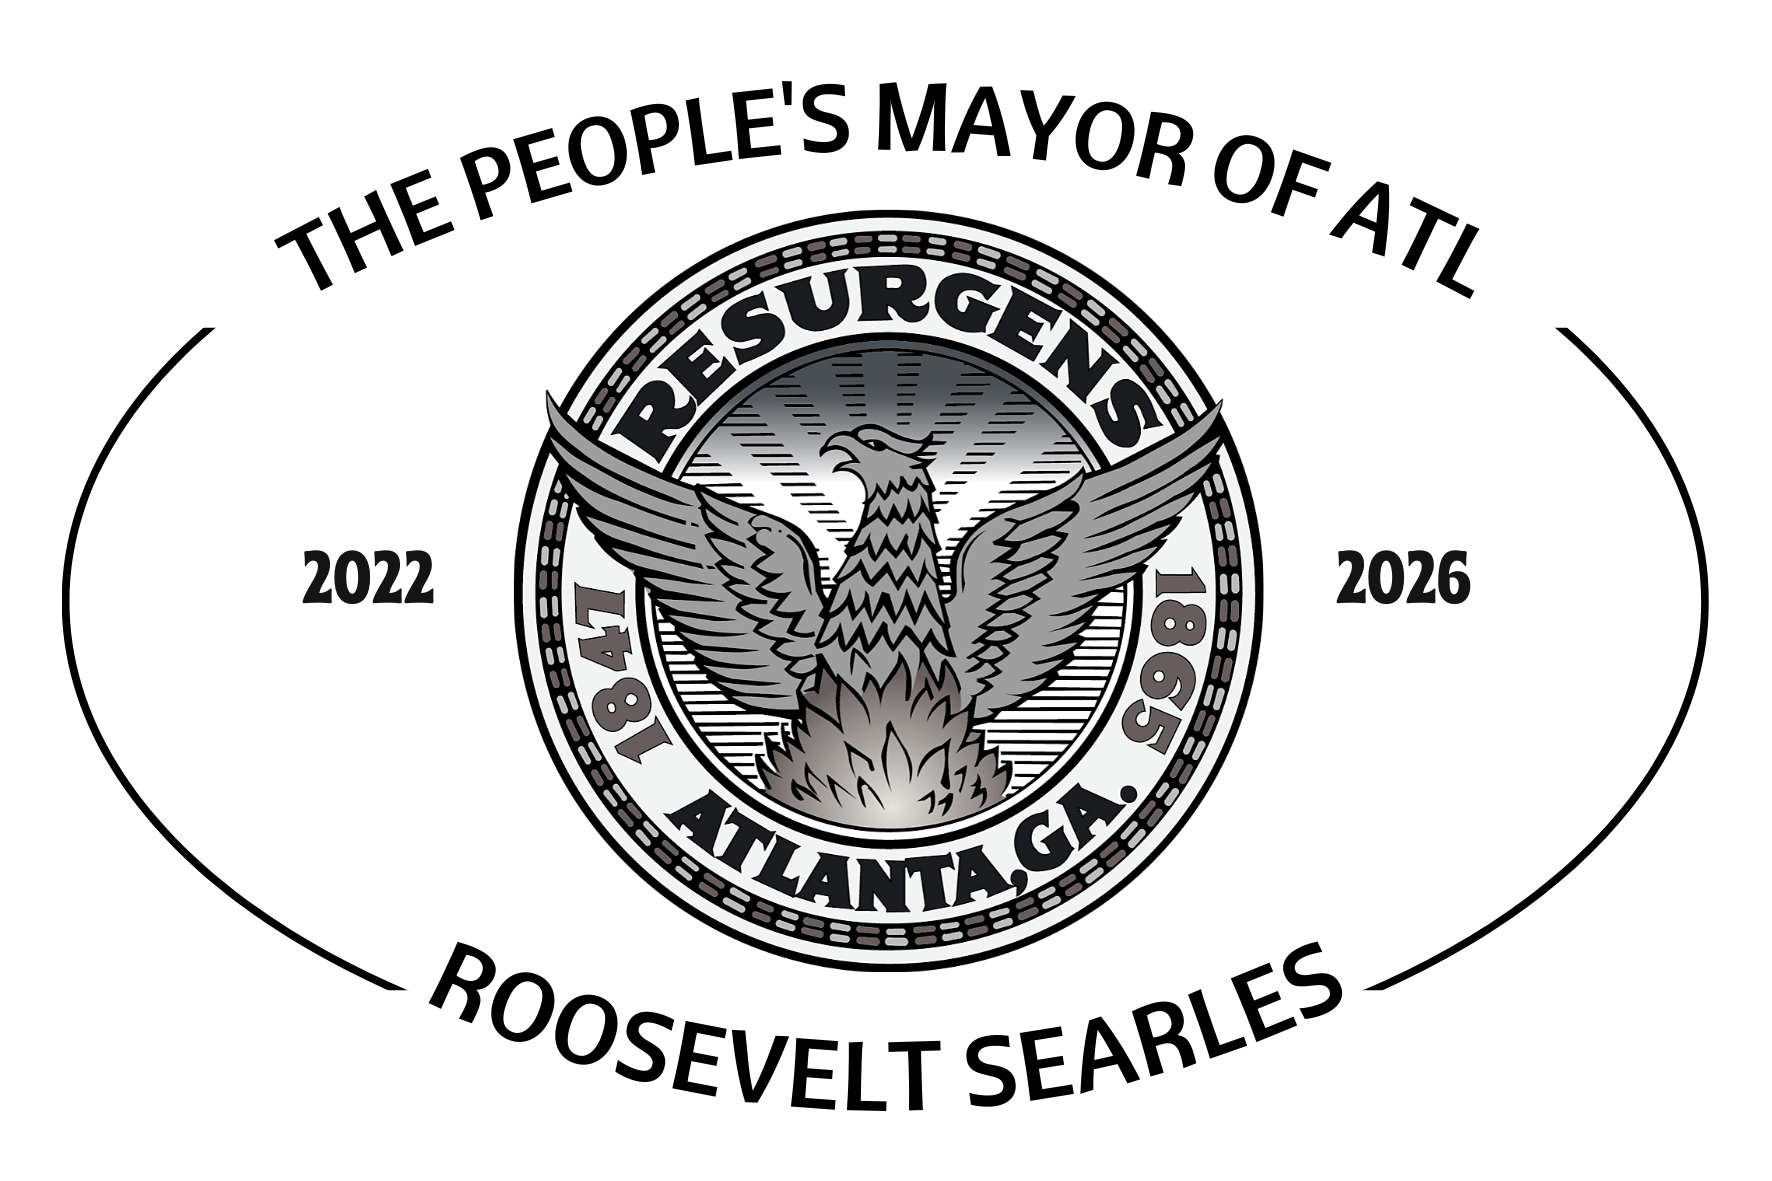 THE PEOPLE'S MAYOR OF ATL
RESURGENS
2022
2026
1847
1865
ATLANTA,GA.
ROOSEVELT SEARLES